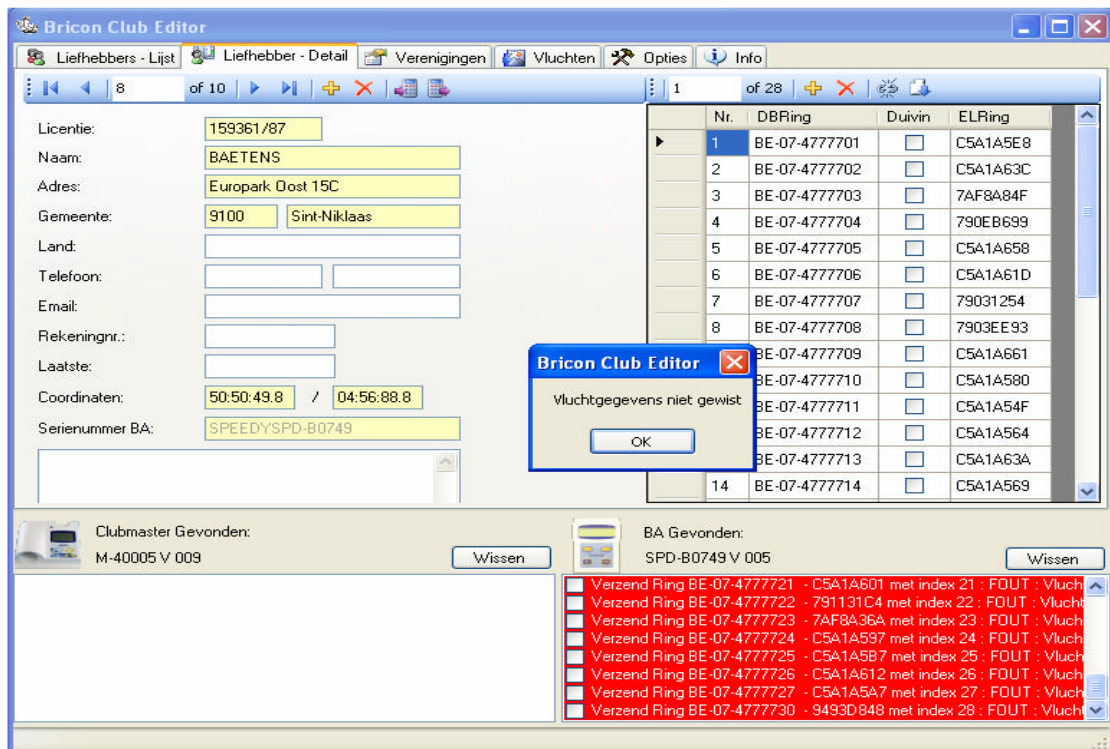 Bricon Club Editor
Liefhebbers - Lijst Liefhebber - Detail Verenigingen Vluchten Opties Info
8 of 10
1 of 28
Licentie: 159361/87
Naam: BAETENS
Adres: Europark Oost 15C
Gemeente: 9100 Sint-Niklaas
Land:
Telefoon:
Email:
Rekeningnr.:
Laatste:
Coordinaten: 50:50:49.8 / 04:56:88.8
Serienummer BA: SPEEDYSPD-B0749
Nr. DBRing Duivin ELRing
1 BE-07-4777701 C5A1A5E8
2 BE-07-4777702 C5A1A63C
3 BE-07-4777703 7AF8A84F
4 BE-07-4777704 790EB699
5 BE-07-4777705 C5A1A658
6 BE-07-4777706 C5A1A61D
7 BE-07-4777707 79031254
8 BE-07-4777708 7903EE93
BE-07-4777709 C5A1A661
BE-07-4777710 C5A1A580
BE-07-4777711 C5A1A54F
BE-07-4777712 C5A1A564
BE-07-4777713 C5A1A63A
14 BE-07-4777714 C5A1A569
Bricon Club Editor
Vluchtgegevens niet gewist
OK
Clubmaster Gevonden:
M-40005 V 009
Wissen
BA Gevonden:
SPD-B0749 V 005
Wissen
Verzend Ring BE-07-4777721 - C5A1A601 met index 21 : FOUT : Vlucht
Verzend Ring BE-07-4777722 - 791131C4 met index 22 : FOUT : Vlucht
Verzend Ring BE-07-4777723 - 7AF8A36A met index 23 : FOUT : Vluch
Verzend Ring BE-07-4777724 - C5A1A597 met index 24 : FOUT : Vluch
Verzend Ring BE-07-4777725 - C5A1A5B7 met index 25 : FOUT : Vluch
Verzend Ring BE-07-4777726 - C5A1A612 met index 26 : FOUT : Vluch
Verzend Ring BE-07-4777727 - C5A1A5A7 met index 27 : FOUT : Vluch
Verzend Ring BE-07-4777730 - 9493D848 met index 28 : FOUT : Vluch